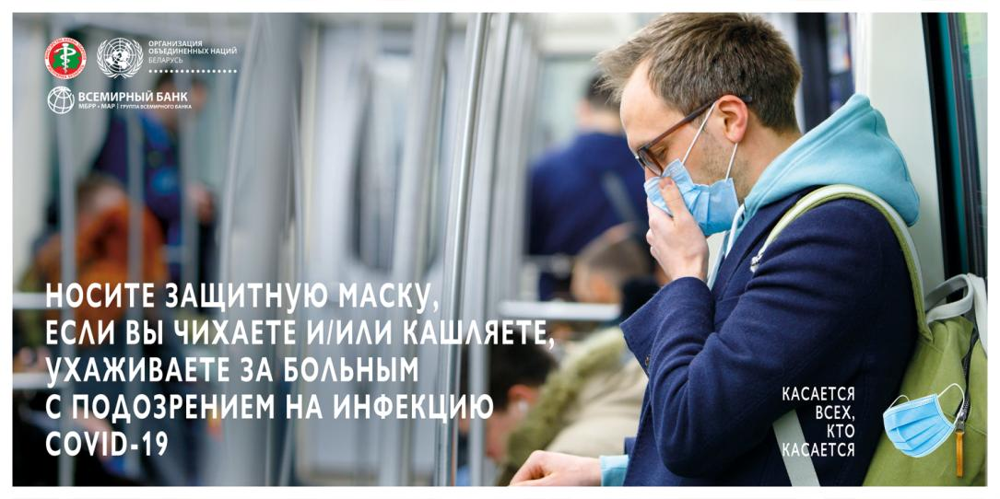 ОРГАНИЗАЦИЯ
ОБЪЕДИНЕННЫХ НАЦИЙ
БЕЛАРУСЬ
ВСЕМИРНЫЙ БАНК
МБРР • МАР | ГРУППА ВСЕМИРНОГО БАНКА
НОСИТЕ ЗАЩИТНУЮ МАСКУ,
ЕСЛИ ВЫ ЧИХАЕТЕ И/ИЛИ КАШЛЯЕТЕ,
УХАЖИВАЕТЕ ЗА БОЛЬНЫМ
С ПОДОЗРЕНИЕМ НА ИНФЕКЦИЮ
COVID-19
КАСАЕТСЯ
ВСЕХ,
КТО
КАСАЕТСЯ